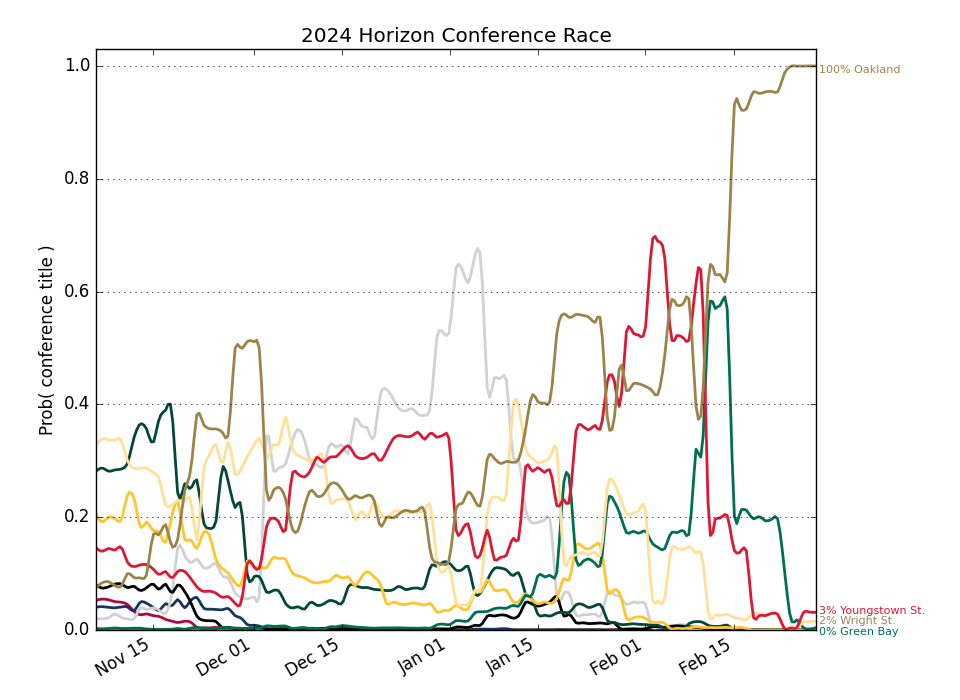 2024 Horizon Conference Race
Prob( conference title )
1.0
0.8
0.6
0.4
0.2
0.0
Nov 15
Dec 01
Dec 15
Jan 01
Jan 15
Feb 01
Feb 15
100% Oakland
3% Youngstown St.
2% Wright St.
0% Green Bay